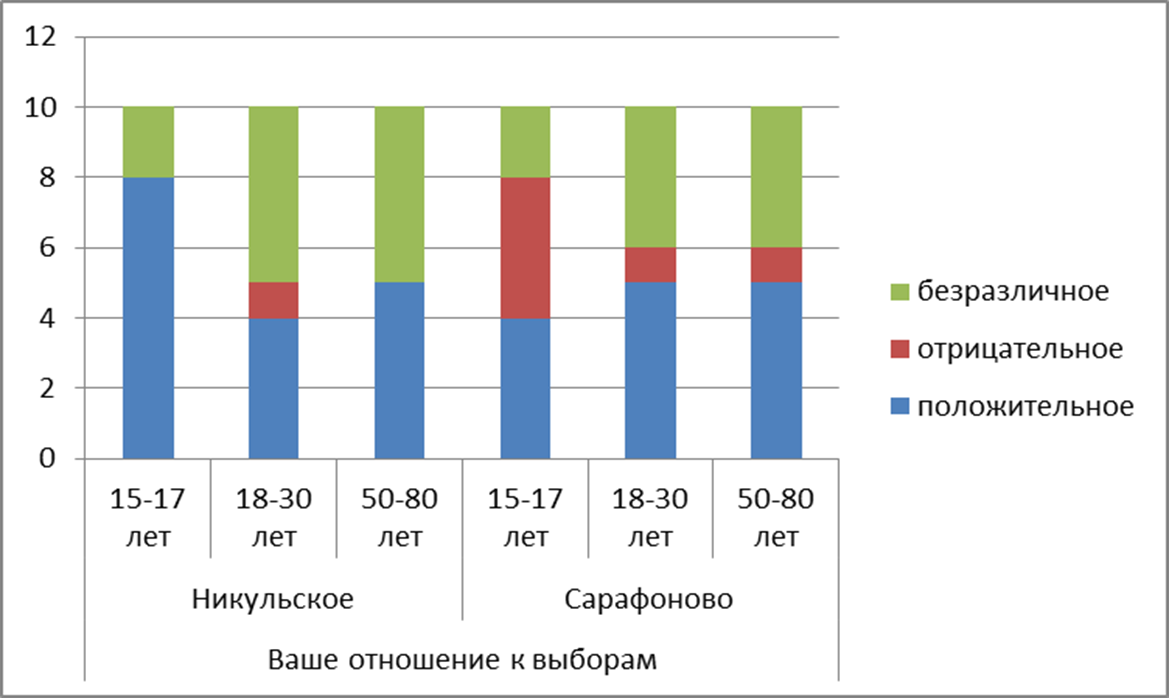 12
10
8
6
4
2
0
15-17 18-30 50-80 15-17 18-30 50-80
лет лет лет лет лет лет
Никульское Сарафоново
Ваше отношение к выборам
безразличное
отрицательное
положительное